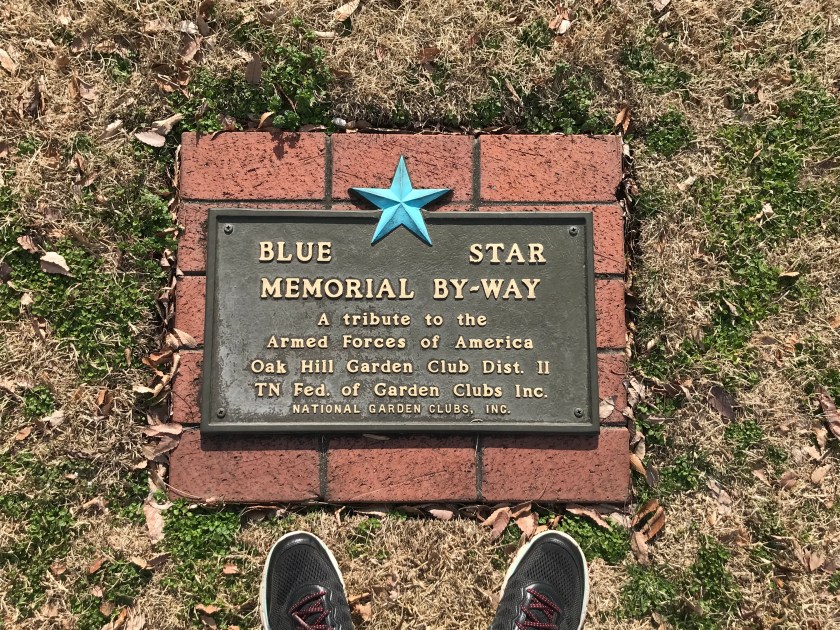 BLUE STAR
MEMORIAL BY-WAY
A tribute to the
Armed Forces of America
Oak Hill Garden Club Dist. II
TN Fed. of Garden Clubs Inc.
NATIONAL GARDEN CLUBS, INC.